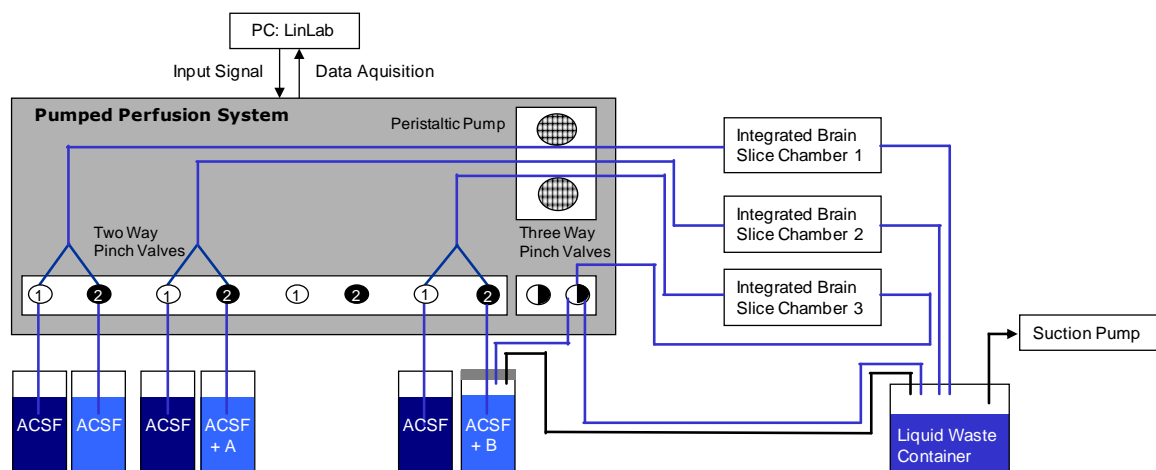 PC: LinLab
Input Signal
Data Aquisition
Pumped Perfusion System
Peristaltic Pump
Integrated Brain
Slice Chamber 1
Integrated Brain
Slice Chamber 2
Two Way
Pinch Valves
Three Way
Pinch Valves
Integrated Brain
Slice Chamber 3
1
2
1
2
1
2
1
2
Suction Pump
ACSF
ACSF
ACSF
ACSF
+ A
ACSF
ACSF
+ B
Liquid Waste
Container